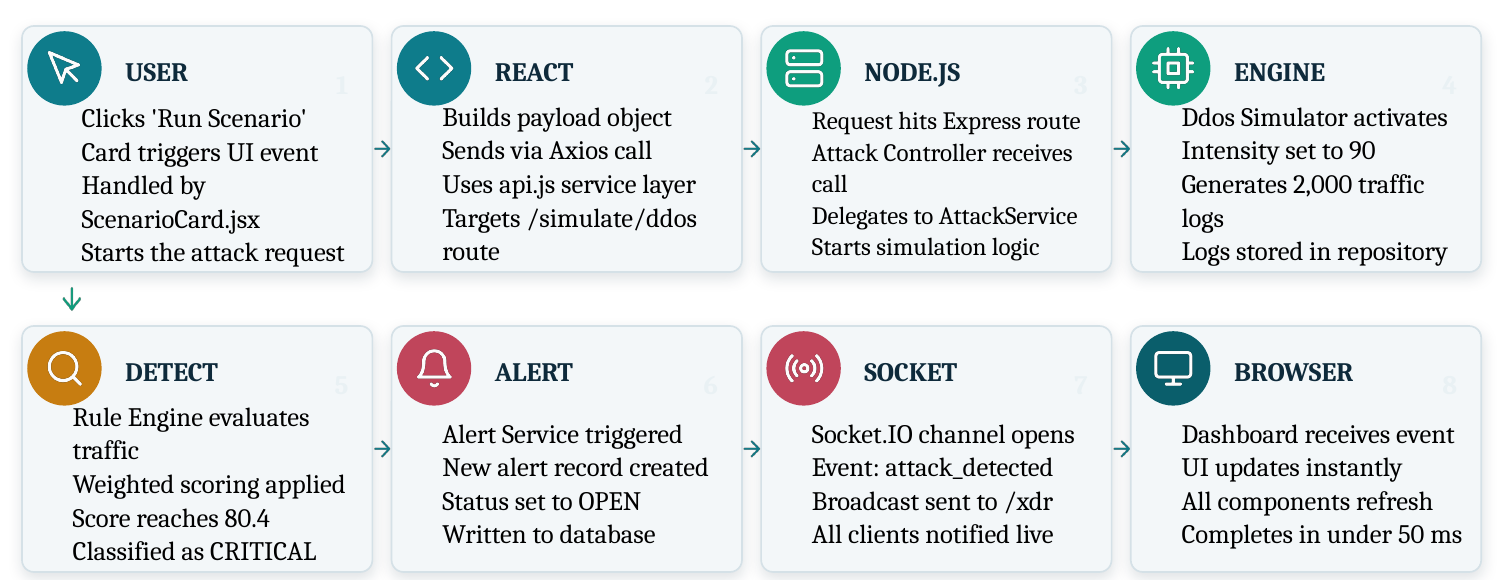 USER
1
Clicks 'Run Scenario'
Card triggers UI event
Handled by
ScenarioCard.jsx
Starts the attack request
REACT
2
Builds payload object
Sends via Axios call
Uses api.js service layer
Targets /simulate/ddos
route
NODE.JS
3
Request hits Express route
Attack Controller receives
call
Delegates to AttackService
Starts simulation logic
ENGINE
4
Ddos Simulator activates
Intensity set to 90
Generates 2,000 traffic
logs
Logs stored in repository
DETECT
5
Rule Engine evaluates
traffic
Weighted scoring applied
Score reaches 80.4
Classified as CRITICAL
ALERT
6
Alert Service triggered
New alert record created
Status set to OPEN
Written to database
SOCKET
7
Socket.IO channel opens
Event: attack_detected
Broadcast sent to /xdr
All clients notified live
BROWSER
8
Dashboard receives event
UI updates instantly
All components refresh
Completes in under 50 ms